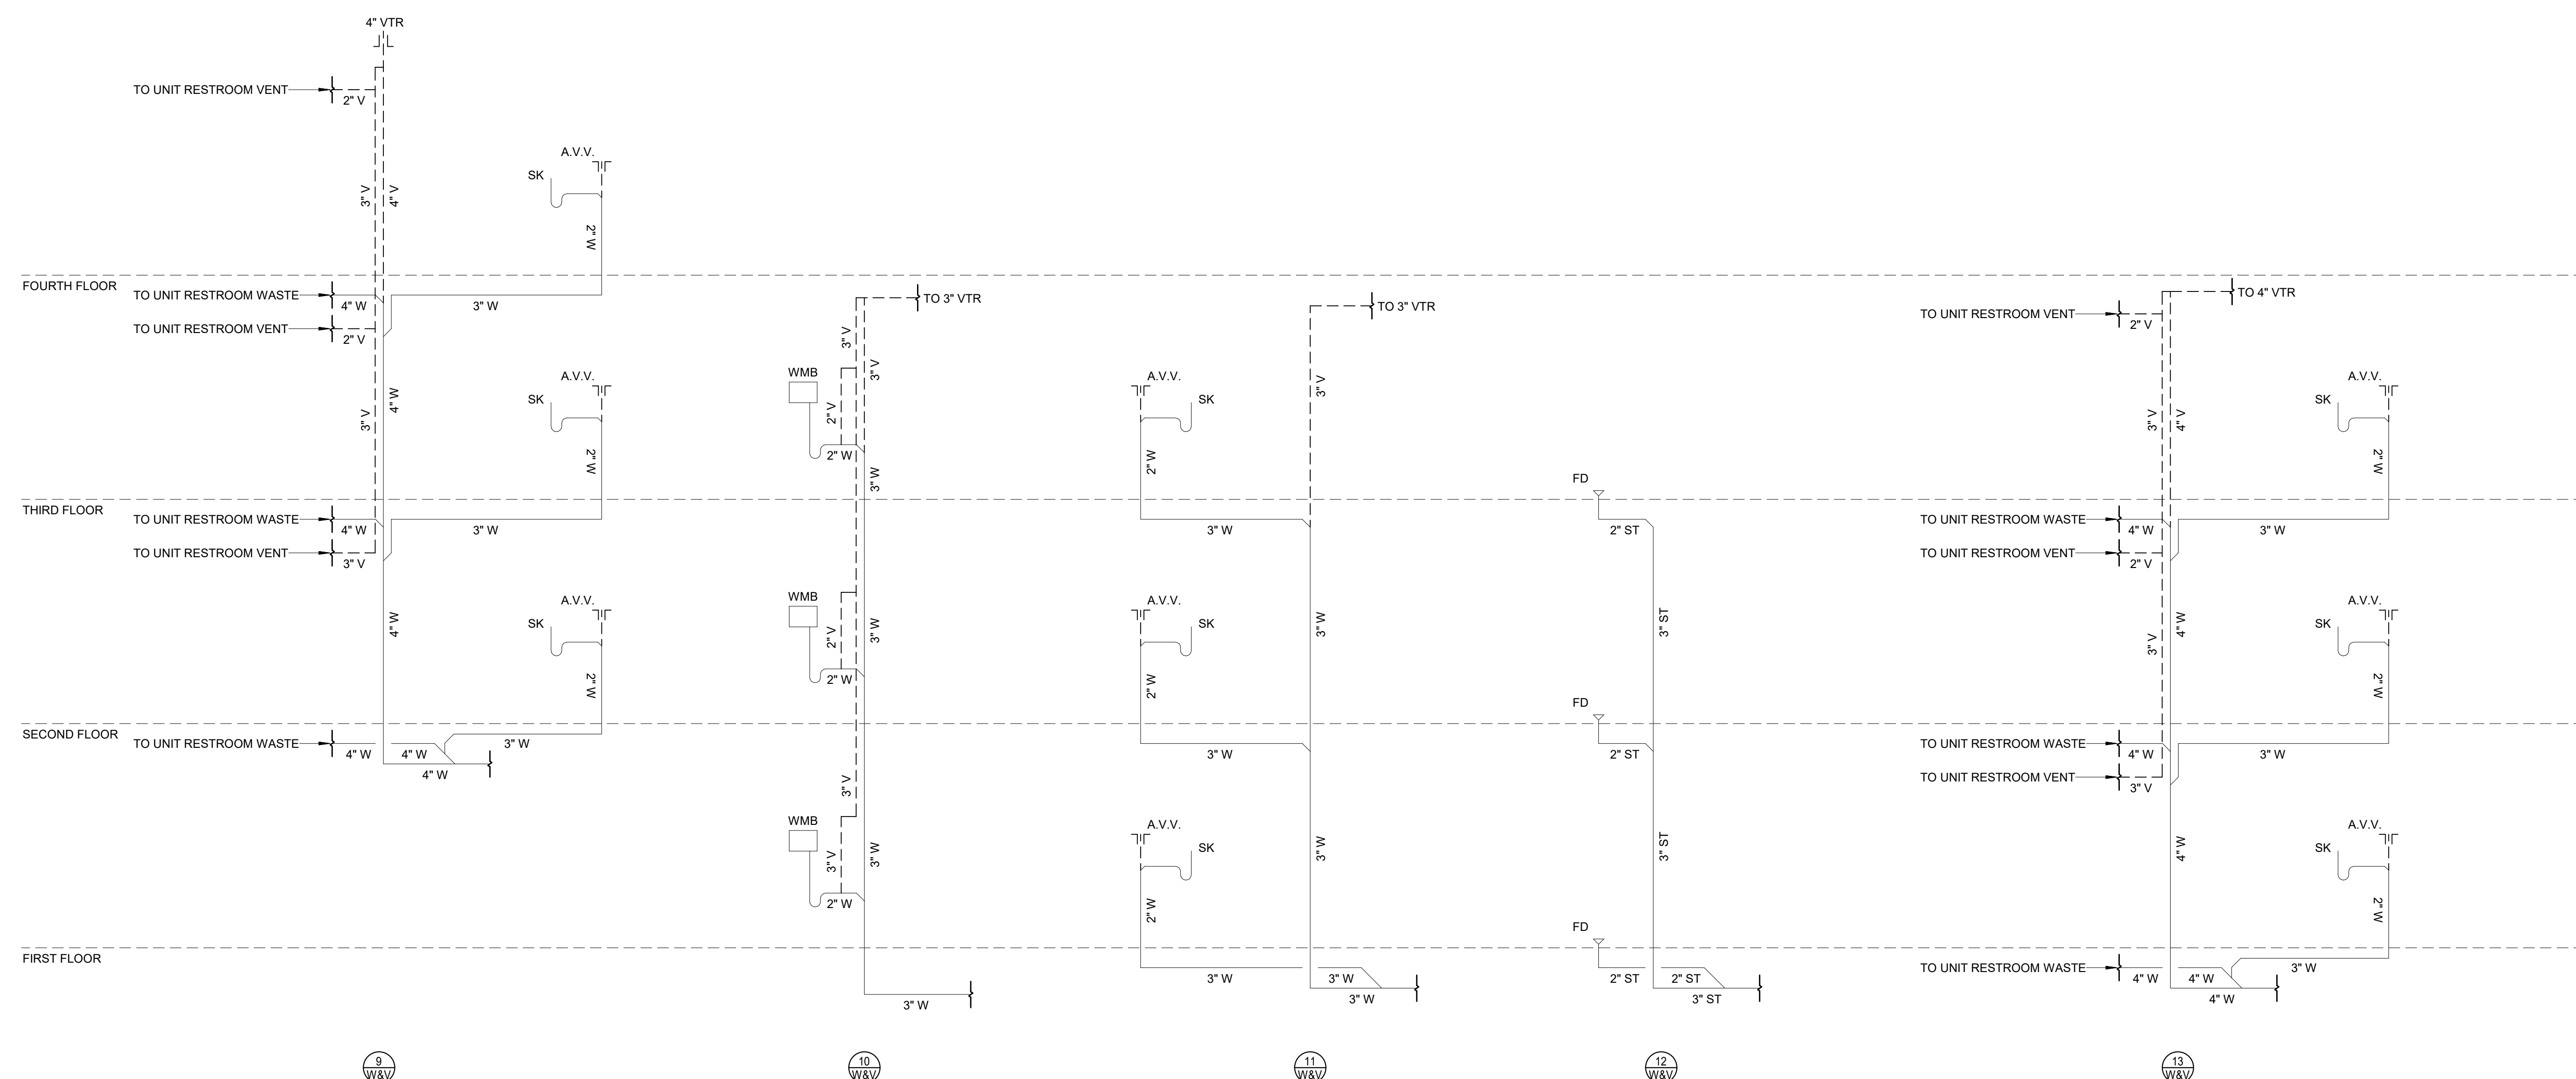 4" VTR
TO UNIT RESTROOM VENT
2" V
A.V.V.
SK
3" V
4" V
2" W
FOURTH FLOOR
TO UNIT RESTROOM WASTE
4" W
3" W
TO UNIT RESTROOM VENT
2" V
A.V.V.
SK
4" W
3" V
2" W
THIRD FLOOR
TO UNIT RESTROOM WASTE
4" W
3" W
TO UNIT RESTROOM VENT
3" V
A.V.V.
SK
4" W
2" W
SECOND FLOOR
TO UNIT RESTROOM WASTE
4" W
4" W
3" W
4" W
FIRST FLOOR
9
W&V
TO 3" VTR
3" V
3" V
WMB
2" V
2" W
3" W
WMB
2" V
3" W
2" W
3" V
WMB
3" V
3" W
2" W
3" W
10
W&V
TO 3" VTR
3" V
A.V.V.
SK
2" W
3" W
A.V.V.
SK
3" W
2" W
3" W
A.V.V.
SK
3" W
2" W
3" W
3" W
3" W
11
W&V
FD
2" ST
3" ST
FD
2" ST
3" ST
FD
2" ST
2" ST
3" ST
12
W&V
TO 4" VTR
TO UNIT RESTROOM VENT
2" V
A.V.V.
SK
3" V
4" V
2" W
TO UNIT RESTROOM WASTE
4" W
3" W
TO UNIT RESTROOM VENT
2" V
A.V.V.
SK
4" W
3" V
2" W
TO UNIT RESTROOM WASTE
4" W
3" W
TO UNIT RESTROOM VENT
3" V
A.V.V.
SK
4" W
2" W
TO UNIT RESTROOM WASTE
4" W
4" W
3" W
4" W
13
W&V